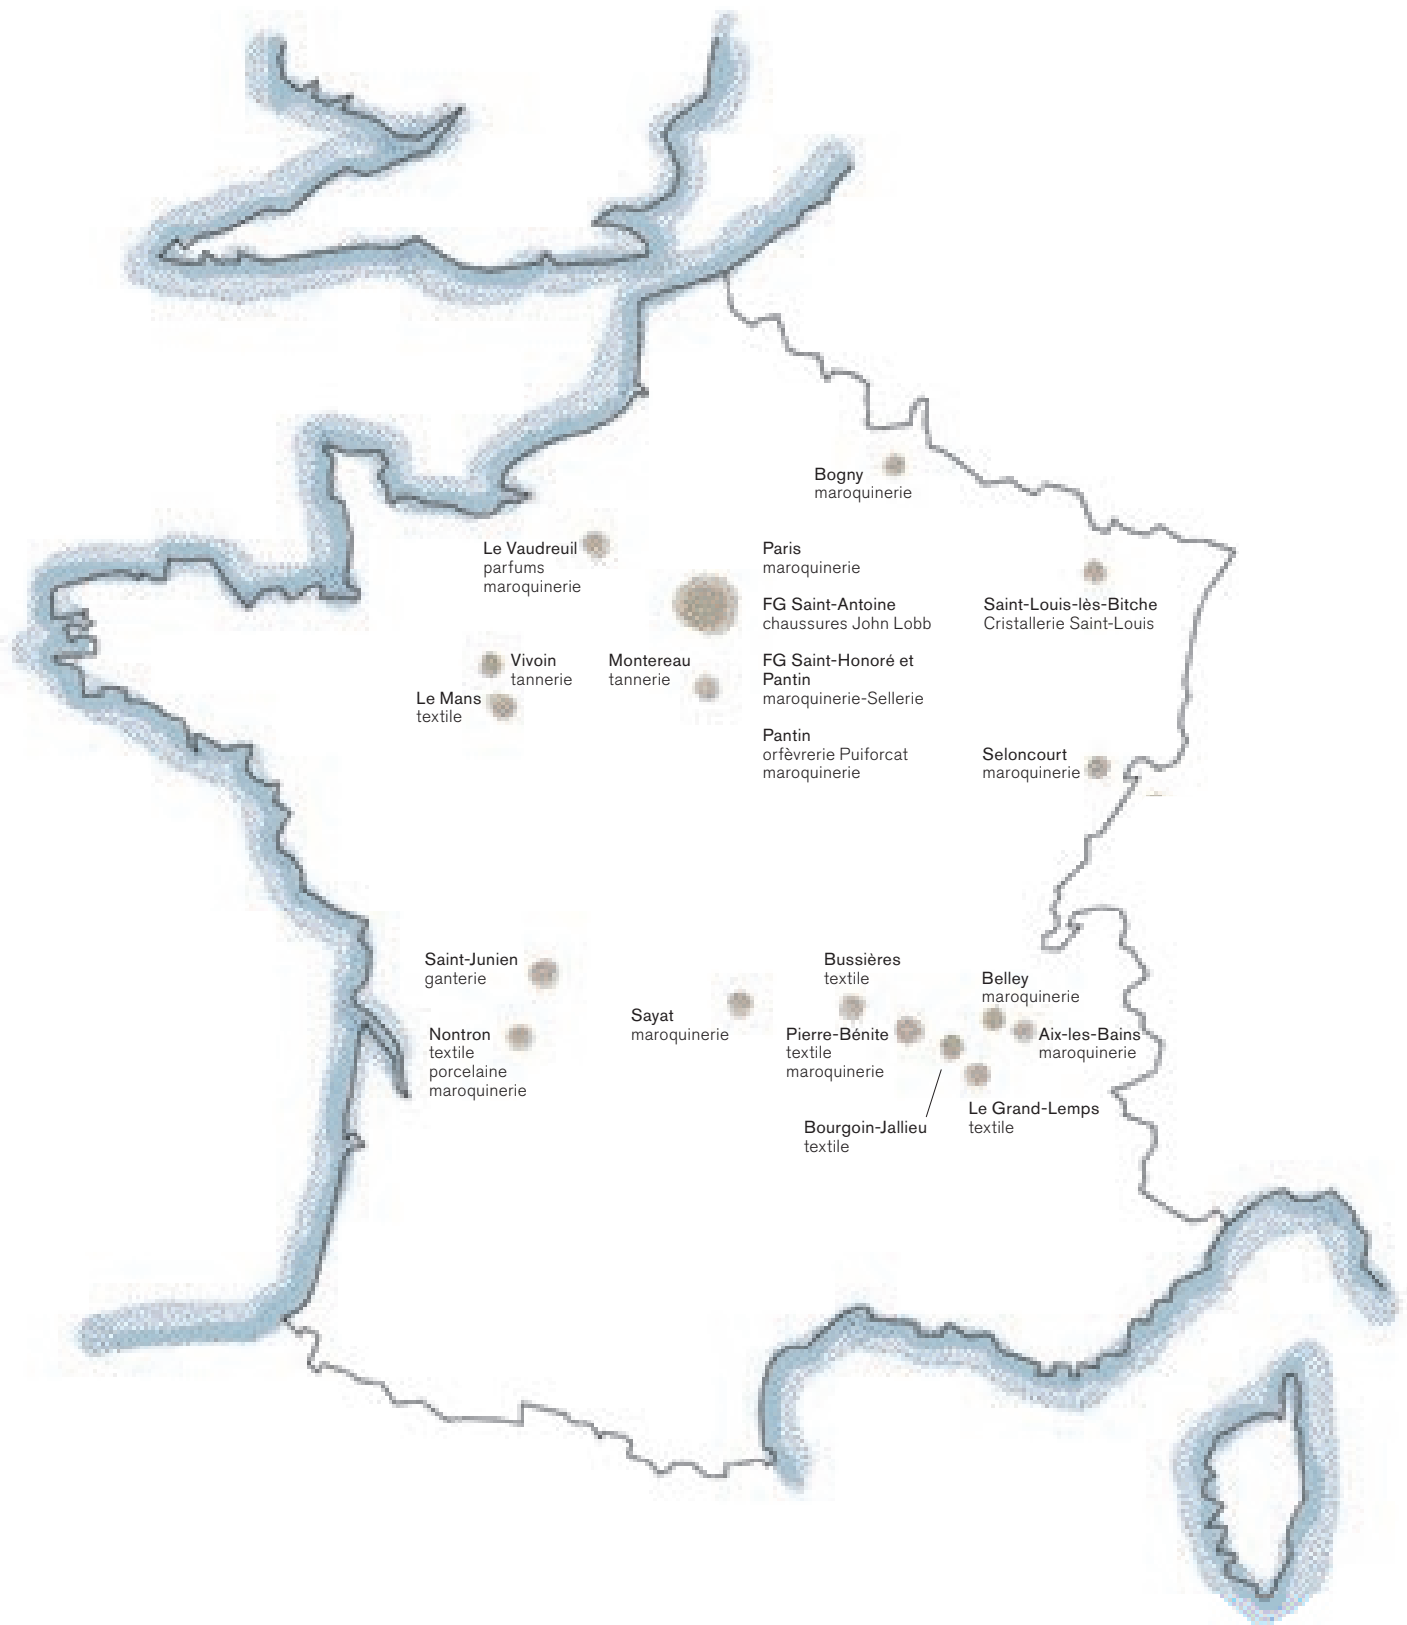 Bogny
maroquinerie
Le Vaudreuil
parfums
maroquinerie
Paris
maroquinerie
FG Saint-Antoine
chaussures John Lobb
FG Saint-Honoré et
Pantin
maroquinerie-Sellerie
Pantin
orfèvrerie Puiforcat
maroquinerie
Saint-Louis-lès-Bitche
Cristallerie Saint-Louis
Vivoin
tannerie
Montereau
tannerie
Le Mans
textile
Seloncourt
maroquinerie
Saint-Junien
ganterie
Nontron
textile
porcelaine
maroquinerie
Sayat
maroquinerie
Bussières
textile
Pierre-Bénite
textile
maroquinerie
Belley
maroquinerie
Aix-les-Bains
maroquinerie
Bourgoin-Jallieu
textile
Le Grand-Lemps
textile